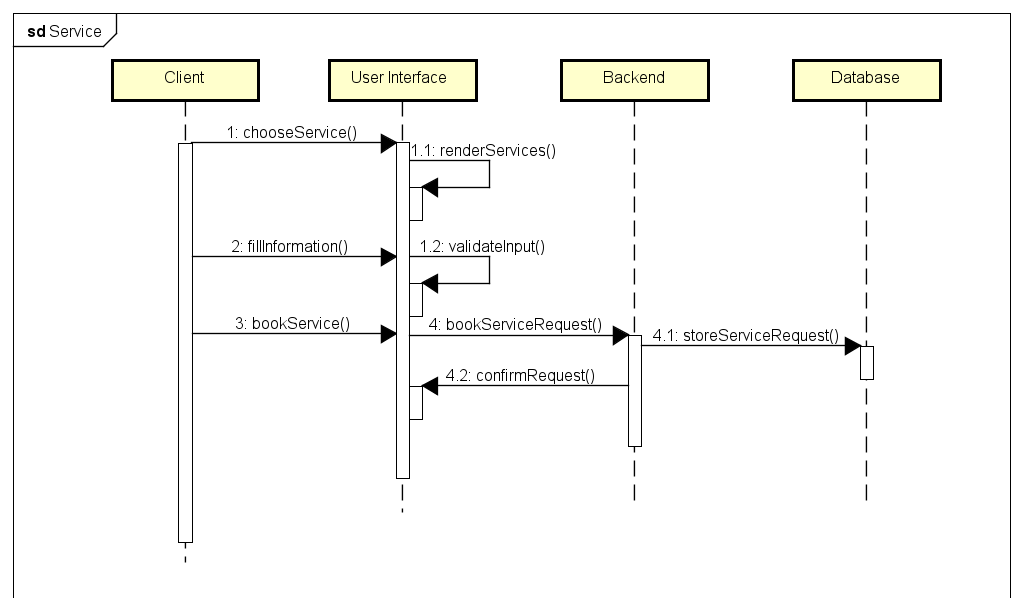 sd Service
Client
User Interface
Backend
Database
1: chooseService()
1.1: renderServices()
2: fillInformation()
1.2: validateInput()
3: bookService()
4: bookServiceRequest()
4.1: storeServiceRequest()
4.2: confirmRequest()